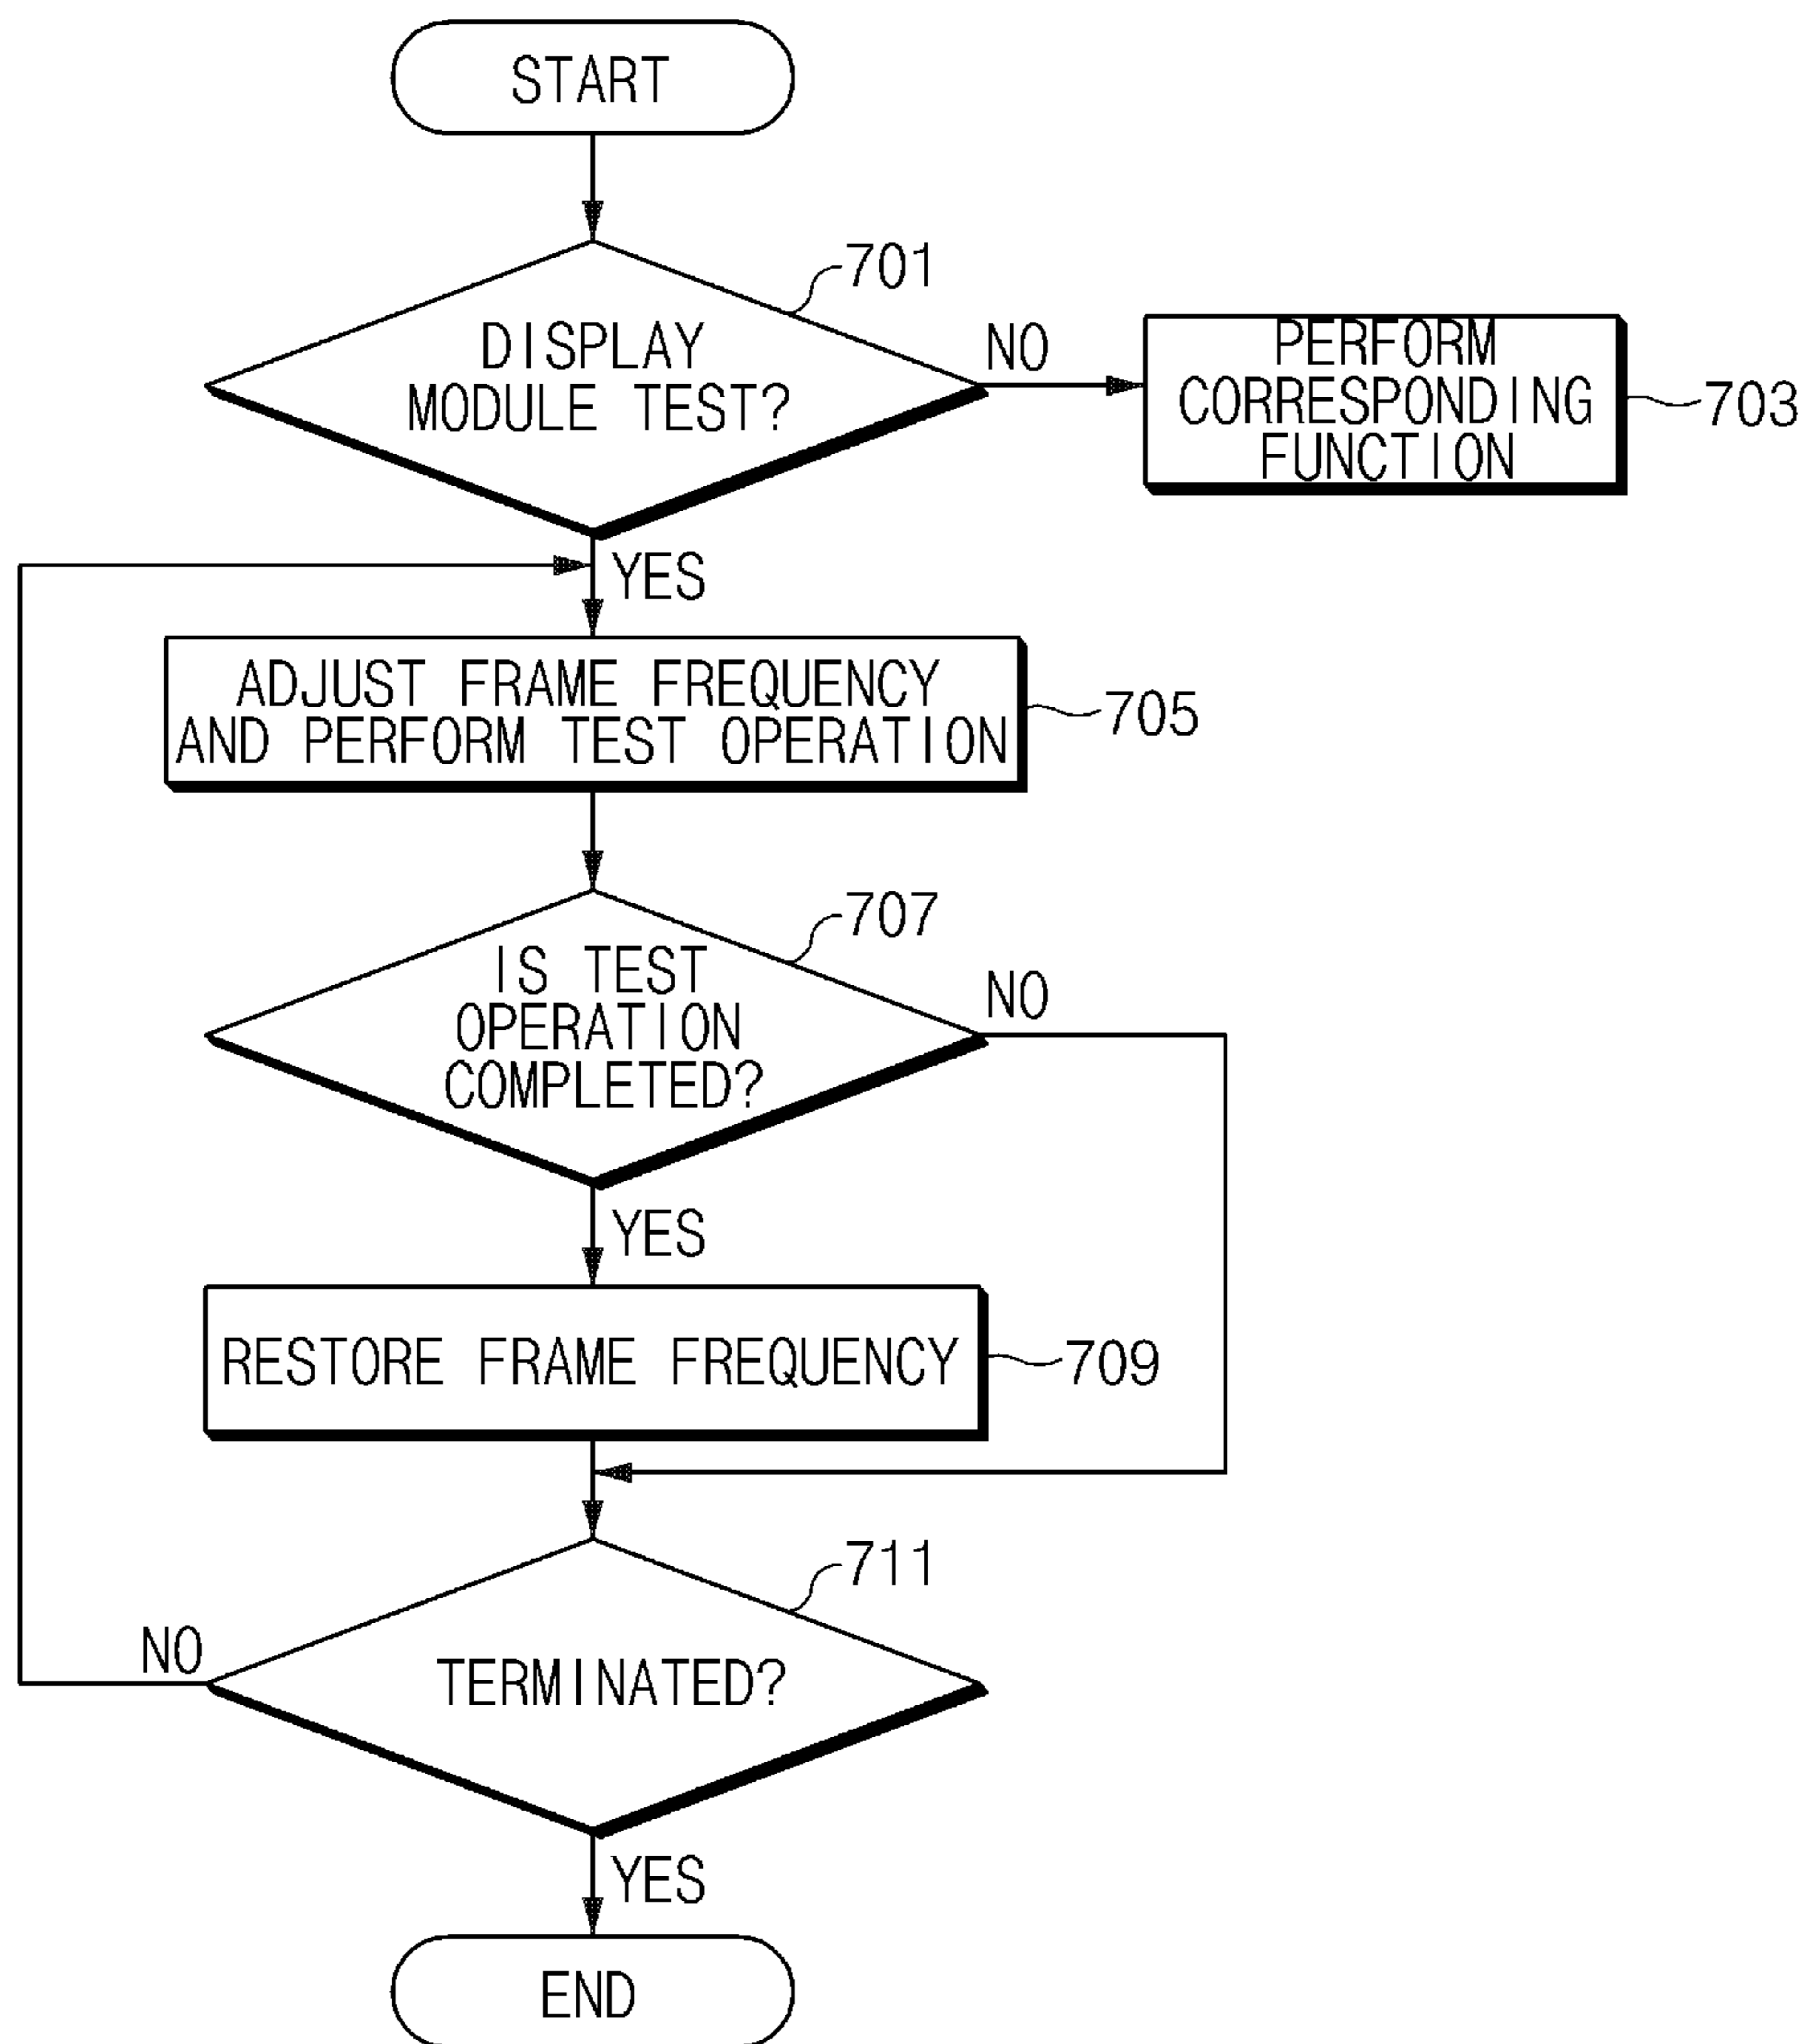 START
701
DISPLAY
MODULE TEST?
NO
PERFORM
CORRESPONDING
FUNCTION
703
YES
ADJUST FRAME FREQUENCY
AND PERFORM TEST OPERATION
705
707
IS TEST
OPERATION
COMPLETED?
NO
YES
RESTORE FRAME FREQUENCY
709
711
NO
TERMINATED?
YES
END